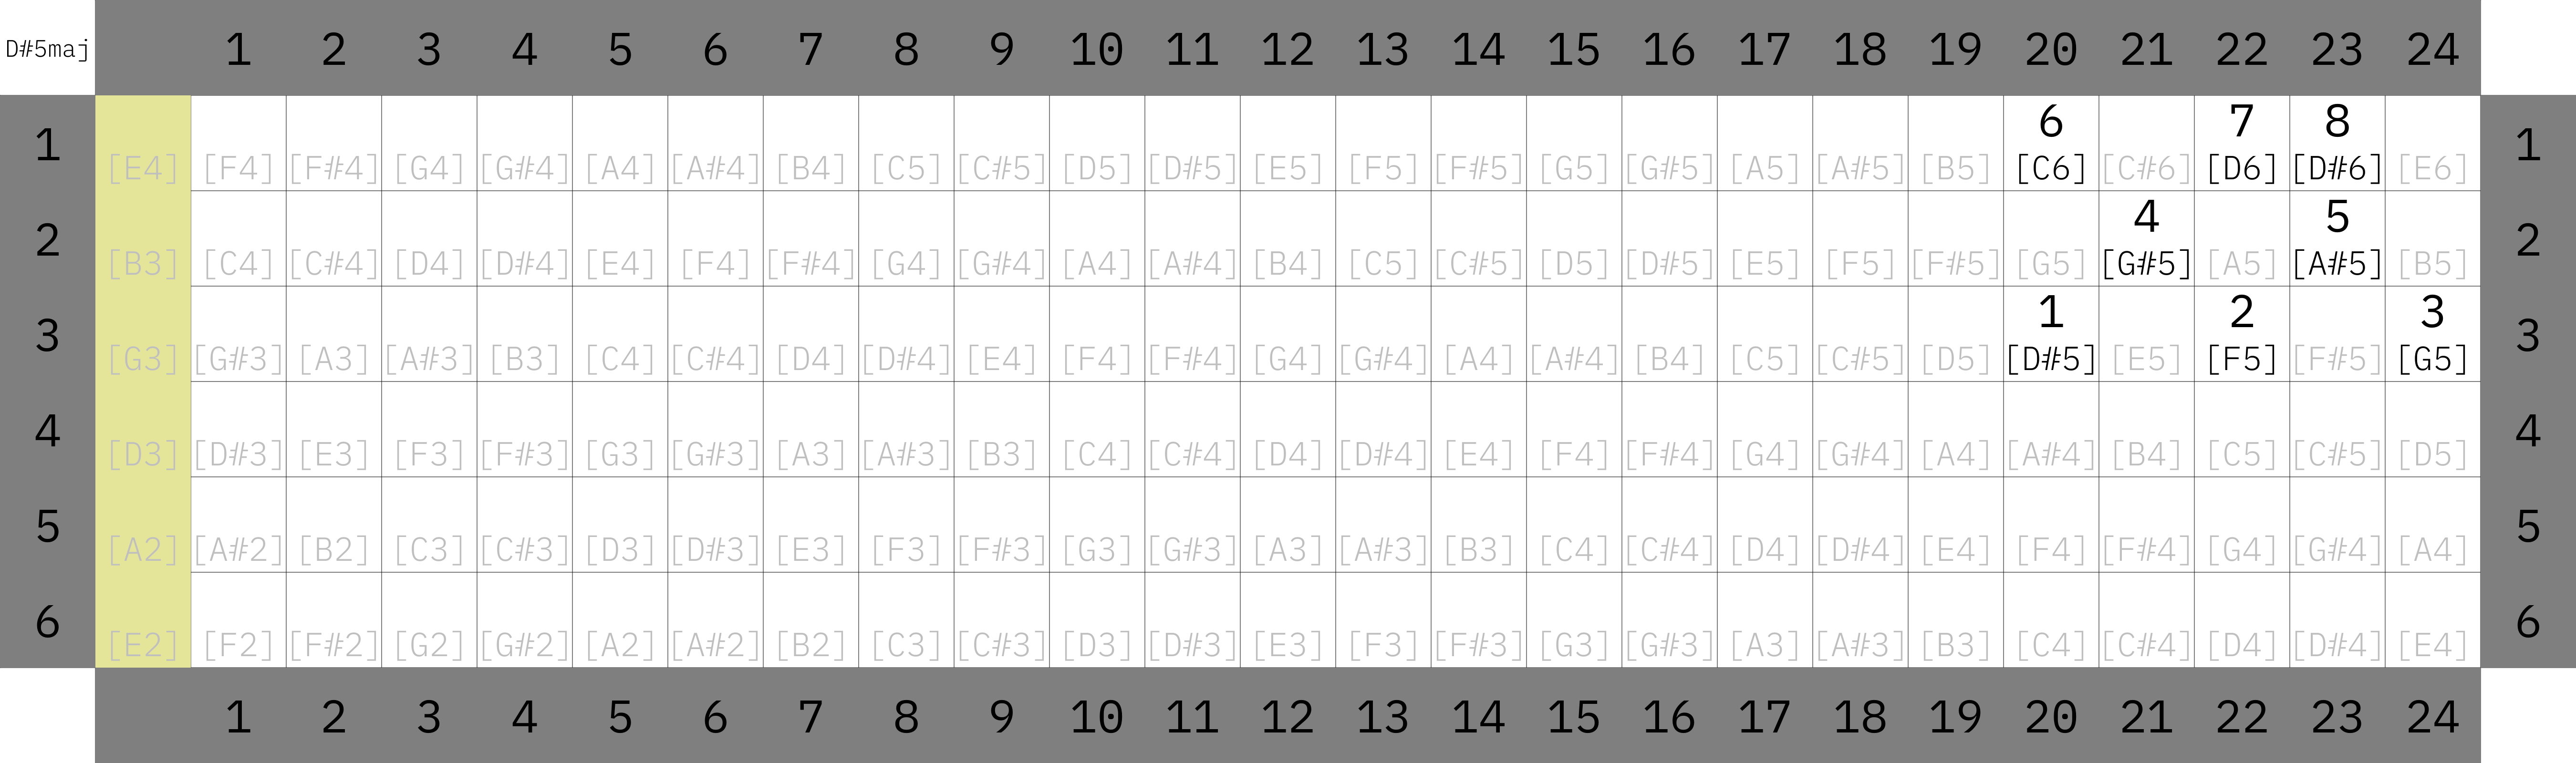 D#5maj 1 2 3 4 5 6 7 8 9 10 11 12 13 14 15 16 17 18 19 20 21 22 23 24
6 7 8
1 [E4] [F4] [F#4] [G4] [G#4] [A4] [A#4] [B4] [C5] [C#5] [D5] [D#5] [E5] [F5] [F#5] [G5] [G#5] [A5] [A#5] [B5] [C6] [C#6] [D6] [D#6] [E6] 1
4 5
2 [B3] [C4] [C#4] [D4] [D#4] [E4] [F4] [F#4] [G4] [G#4] [A4] [A#4] [B4] [C5] [C#5] [D5] [D#5] [E5] [F5] [F#5] [G5] [G#5] [A5] [A#5] [B5] 2
1 2 3
3 [G3] [G#3] [A3] [A#3] [B3] [C4] [C#4] [D4] [D#4] [E4] [F4] [F#4] [G4] [G#4] [A4] [A#4] [B4] [C5] [C#5] [D5] [D#5] [E5] [F5] [F#5] [G5] 3
4 [D3] [D#3] [E3] [F3] [F#3] [G3] [G#3] [A3] [A#3] [B3] [C4] [C#4] [D4] [D#4] [E4] [F4] [F#4] [G4] [G#4] [A4] [A#4] [B4] [C5] [C#5] [D5] 4
5 [A2] [A#2] [B2] [C3] [C#3] [D3] [D#3] [E3] [F3] [F#3] [G3] [G#3] [A3] [A#3] [B3] [C4] [C#4] [D4] [D#4] [E4] [F4] [F#4] [G4] [G#4] [A4] 5
6 [E2] [F2] [F#2] [G2] [G#2] [A2] [A#2] [B2] [C3] [C#3] [D3] [D#3] [E3] [F3] [F#3] [G3] [G#3] [A3] [A#3] [B3] [C4] [C#4] [D4] [D#4] [E4] 6
1 2 3 4 5 6 7 8 9 10 11 12 13 14 15 16 17 18 19 20 21 22 23 24